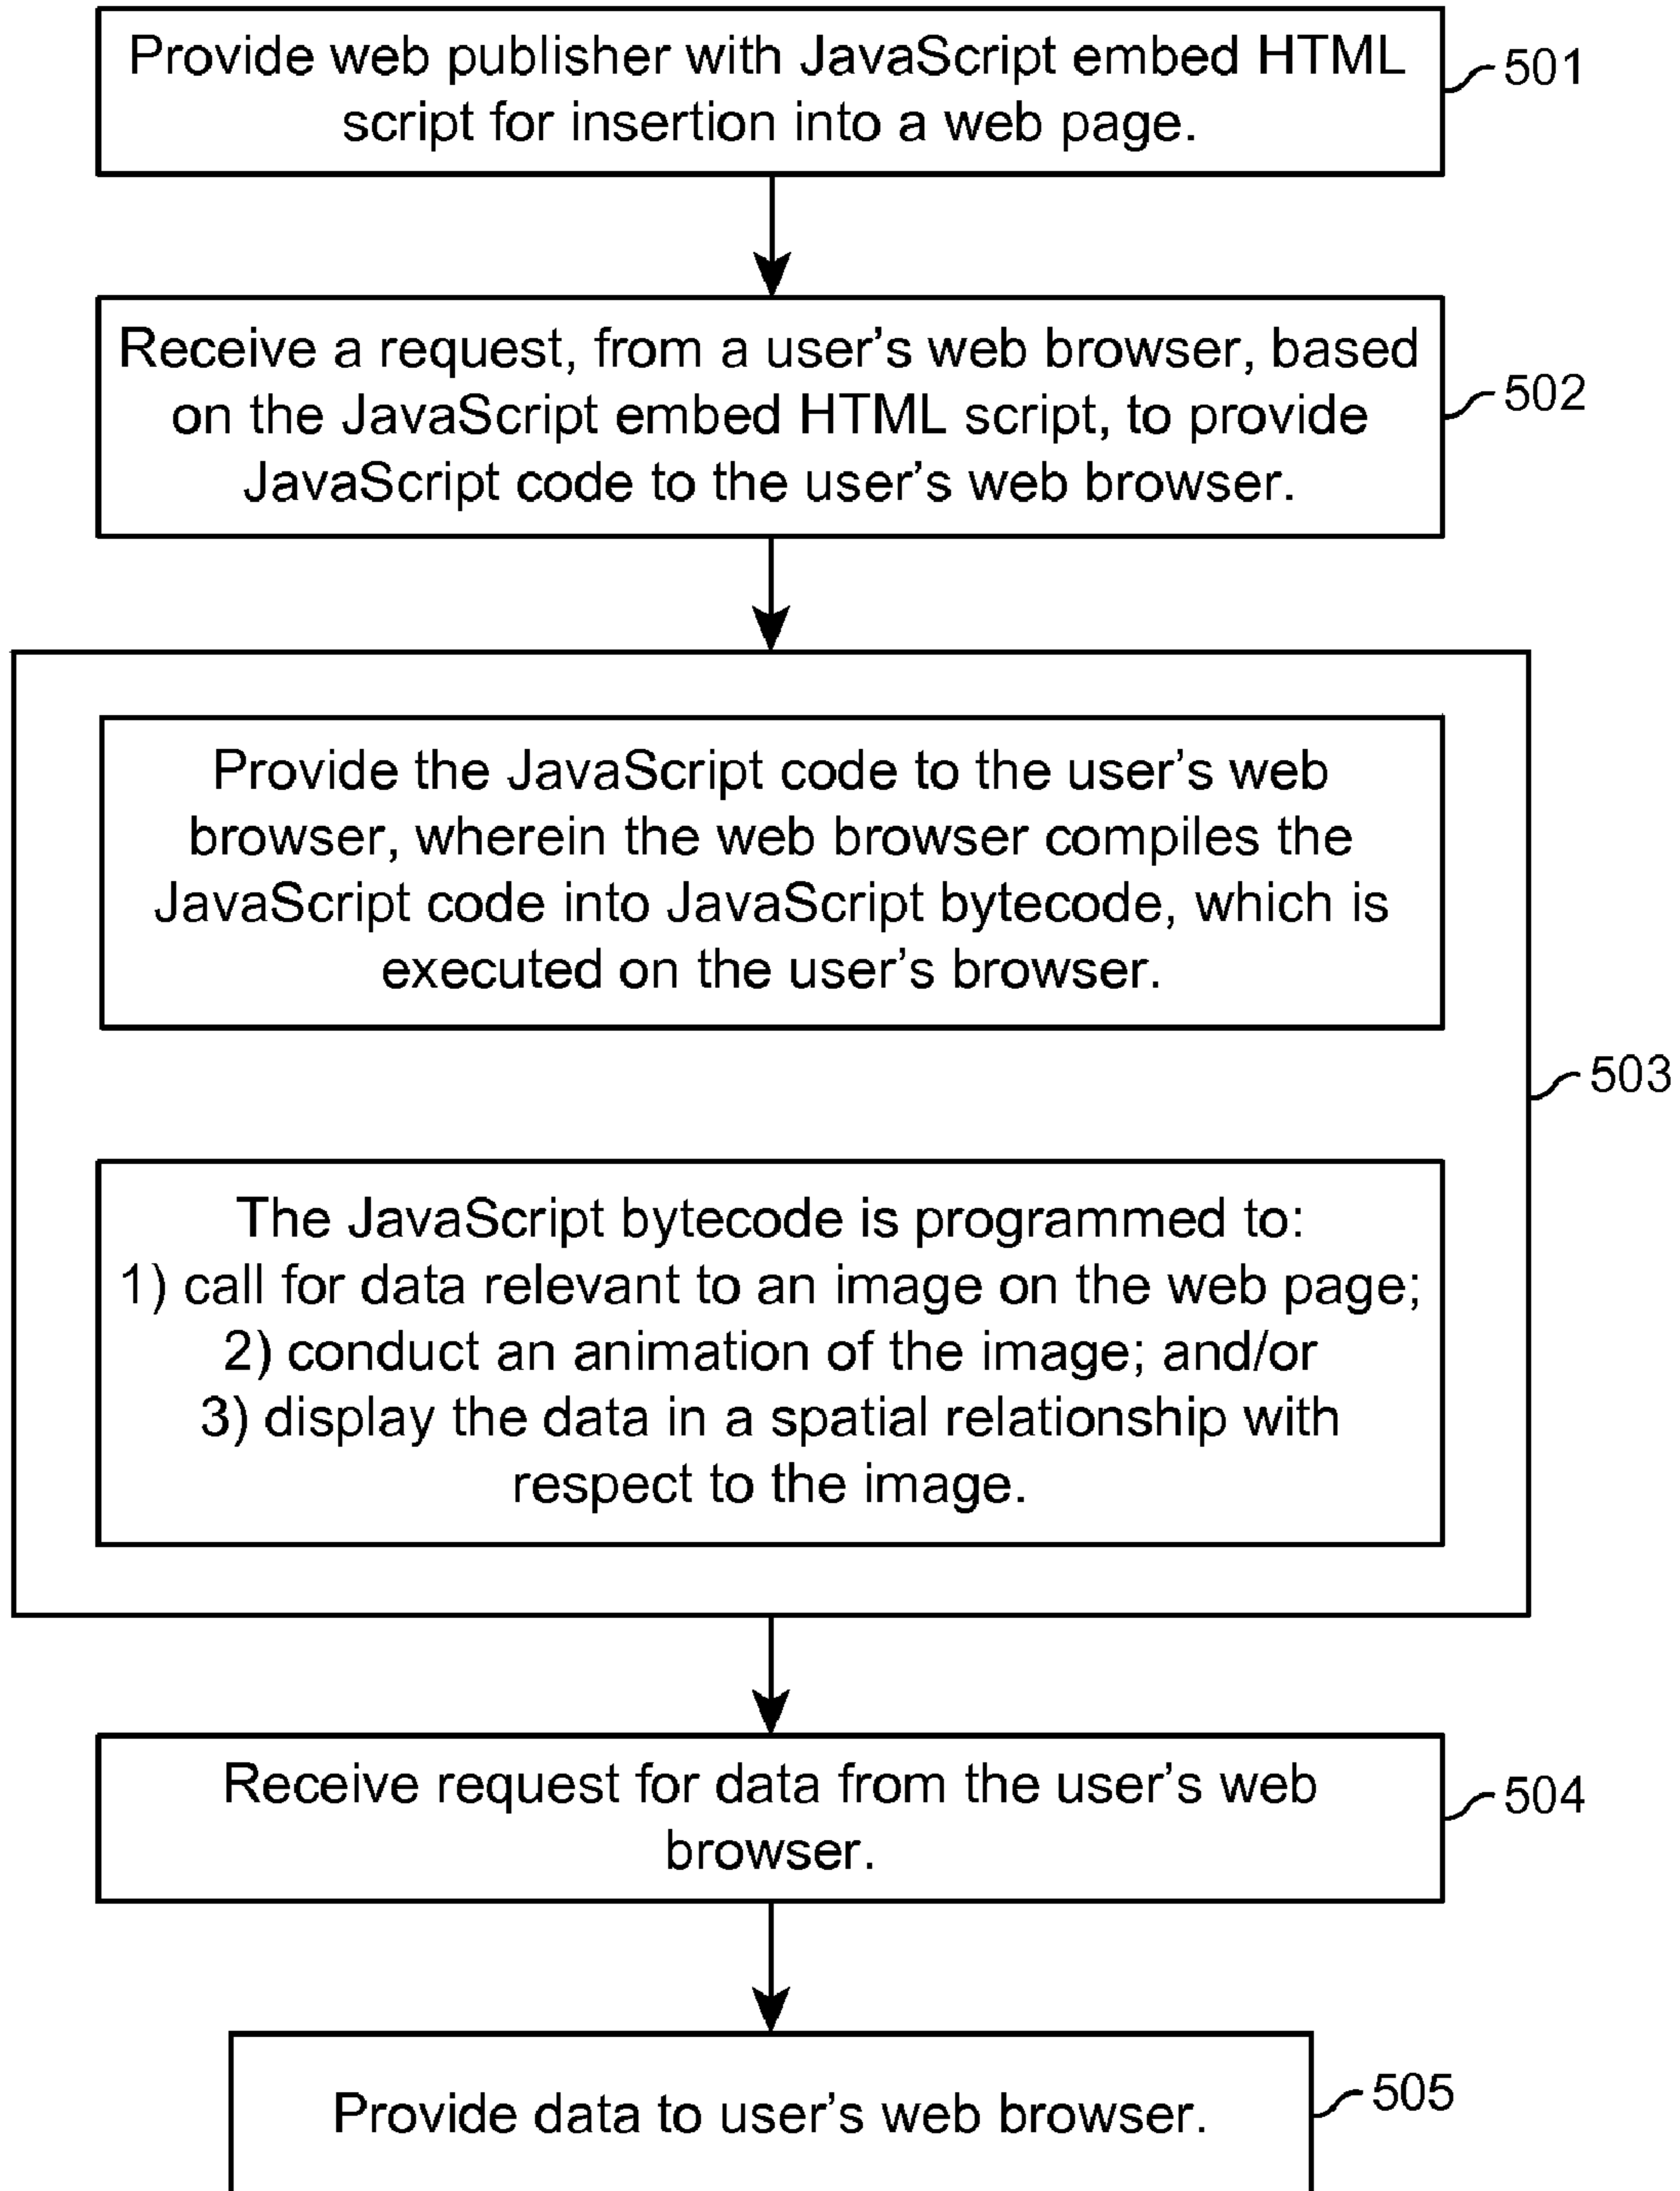 Provide web publisher with JavaScript embed HTML
script for insertion into a web page.
501
Receive a request, from a user's web browser, based
on the JavaScript embed HTML script, to provide
JavaScript code to the user's web browser.
502
Provide the JavaScript code to the user's web
browser, wherein the web browser compiles the
JavaScript code into JavaScript bytecode, which is
executed on the user's browser.
503
The JavaScript bytecode is programmed to:
1) call for data relevant to an image on the web page;
2) conduct an animation of the image; and/or
3) display the data in a spatial relationship with
respect to the image.
Receive request for data from the user's web
browser.
504
Provide data to user's web browser.
505